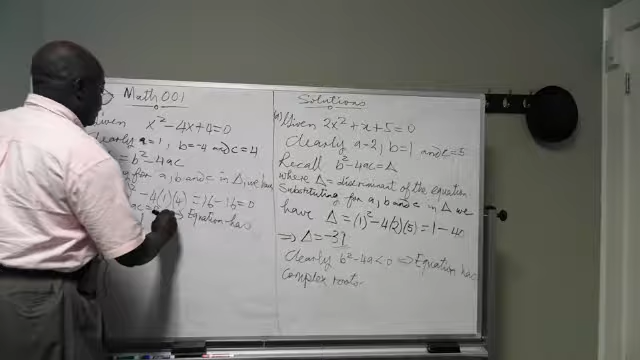 Math 001
x² - 4x + 4 = 0
clearly a = 1, b = -4 and c = 4
= b² - 4ac
for a, b and c in Δ, we have
- 4(1)(4) = 16 - 16 = 0
⇒ Equation has
Solutions
(a) Given 2x² + x + 5 = 0
clearly a = 2, b = 1 and c = 5
Recall b² - 4ac = Δ
where Δ = discriminant of the equation
Substituting for a, b and c in Δ we
have Δ = (1)² - 4(2)(5) = 1 - 40
⇒ Δ = -39
clearly b² - 4a < 0 ⇒ Equation has
complex roots